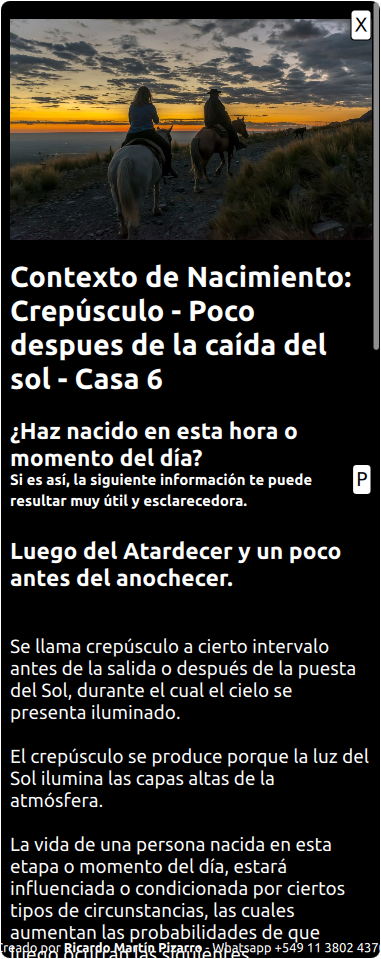 X
Contexto de Nacimiento:
Crepúsculo - Poco
despues de la caída del
sol - Casa 6
¿Haz nacido en esta hora o
momento del día?
Si es así, la siguiente información te puede
P
resultar muy útil y esclarecedora.
Luego del Atardecer y un poco
antes del anochecer.
Se llama crepúsculo a cierto intervalo
antes de la salida o después de la puesta
del Sol, durante el cual el cielo se
presenta iluminado.
El crepúsculo se produce porque la luz del
Sol ilumina las capas altas de la
atmósfera.
La vida de una persona nacida en esta
etapa o momento del día, estará
influenciada o condicionada por ciertos
tipos de circunstancias, las cuales
aumentan las probabilidades de que
luego ocurran las siguientes
reado por Ricardo Martín Pizarro - Whatsapp +549 11 3802 437